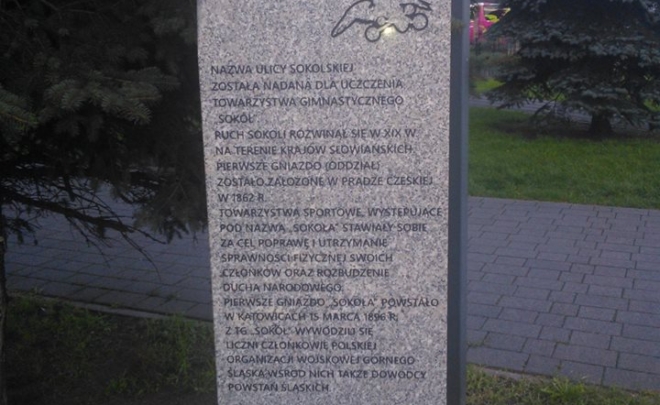 NAZWA ULICY SOKOLSKIEJ
ZOSTAŁA NADANA DLA UCZCZENIA
TOWARZYSTWA GIMNASTYCZNEGO
"SOKÓŁ"
RUCH SOKOLI ROZWINĄŁ SIĘ W XIX W.
NA TERENIE KRAJÓW SŁOWIAŃSKICH.
PIERWSZE GNIAZDO (ODDZIAŁ)
ZOSTAŁO ZAŁOŻONE W PRADZE CZESKIEJ
W 1862 R.
TOWARZYSTWA SPORTOWE, WYSTĘPUJĄCE
POD NAZWĄ „SOKOŁA" STAWIAŁY SOBIE
ZA CEL POPRAWĘ I UTRZYMANIE
SPRAWNOŚCI FIZYCZNEJ SWOICH
CZŁONKÓW ORAZ ROZBUDZENIE
DUCHA NARODOWEGO.
PIERWSZE GNIAZDO „SOKOŁA" POWSTAŁO
W KATOWICACH 15 MARCA 1896 R.
Z TG „SOKÓŁ" WYWODZILI SIĘ
LICZNI CZŁONKOWIE POLSKIEJ
ORGANIZACJI WOJSKOWEJ GÓRNEGO
ŚLĄSKA WŚRÓD NICH TAKŻE DOWÓDCY
POWSTAŃ ŚLĄSKICH.